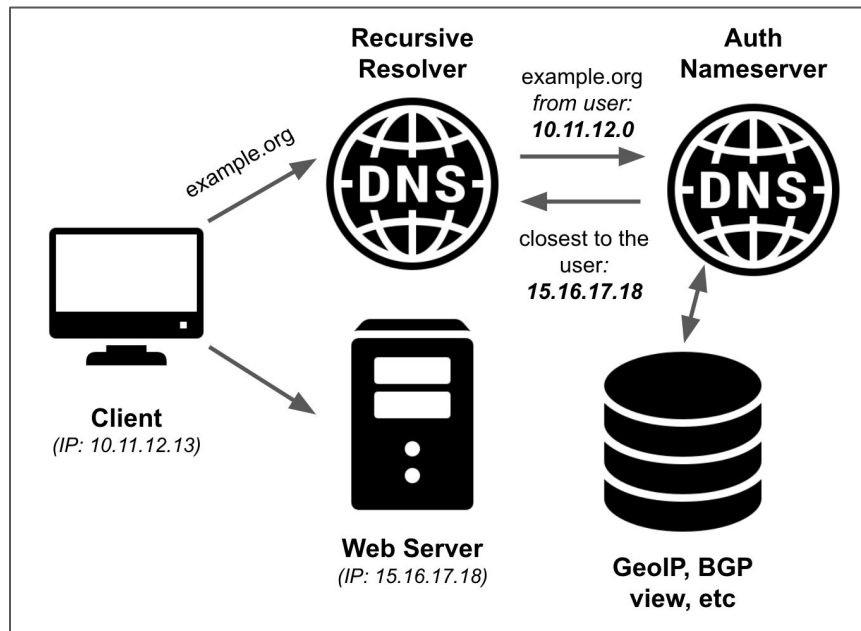 Recursive
Resolver
Auth
Nameserver
example.org
example.org
from user:
10.11.12.0
DNS
DNS
closest to the
user:
15.16.17.18
Client
(IP: 10.11.12.13)
Web Server
(IP: 15.16.17.18)
GeoIP, BGP
view, etc